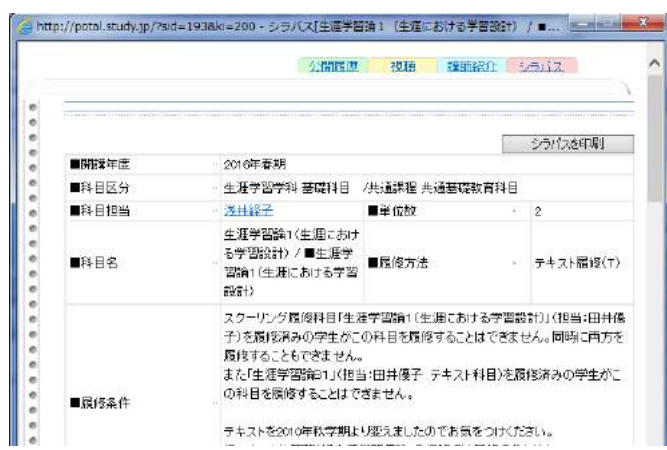 http://potal.study.jp/?sid=193&ki=200 - シラバス[生涯学習論1（生涯における学習設計） / ■...
公開履歴 視聴 講師紹介 シラバス
シラバスを印刷
■開講年度 2016年春期
■科目区分 生涯学習学科 基礎科目 /共通課程 共通基礎教育科目
■科目担当 浅井経子 ■単位数 2
生涯学習論1(生涯におけ
る学習設計) / ■生涯学
習論1(生涯における学習
設計)
■科目名 ■履修方法 テキスト履修(T)
スクーリング履修科目「生涯学習論1(生涯における学習設計)」(担当:田井優
子)を履修済みの学生がこの科目を履修することはできません。同時に両方を
履修することもできません。
また「生涯学習論B1」(担当:田井優子 テキスト科目)を履修済みの学生がこ
の科目を履修することはできません。
■履修条件
テキストを2010年秋学期より変えましたのでお気をつけください。